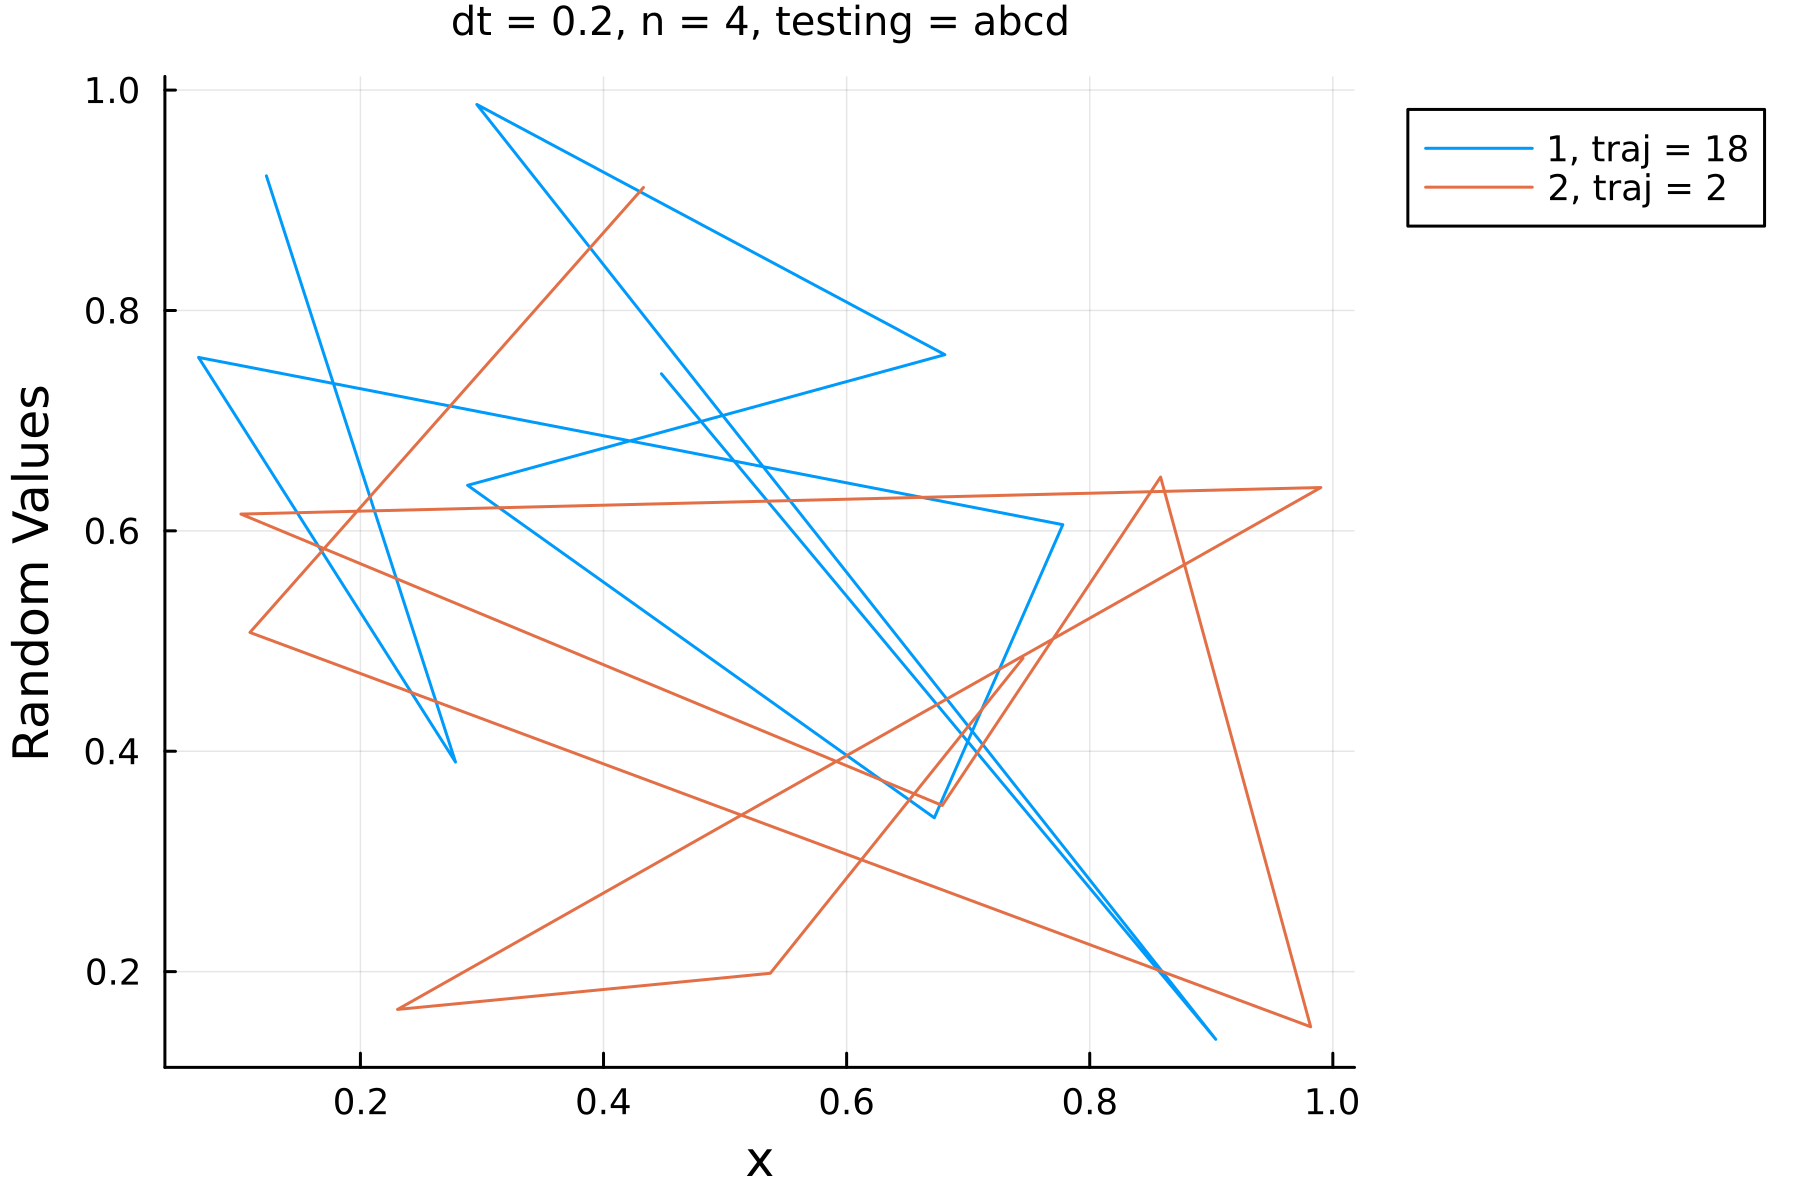 dt = 0.2, n = 4, testing = abcd
1, traj = 18
2, traj = 2
Random Values
1.0
0.8
0.6
0.4
0.2
0.2
0.4
0.6
0.8
1.0
x